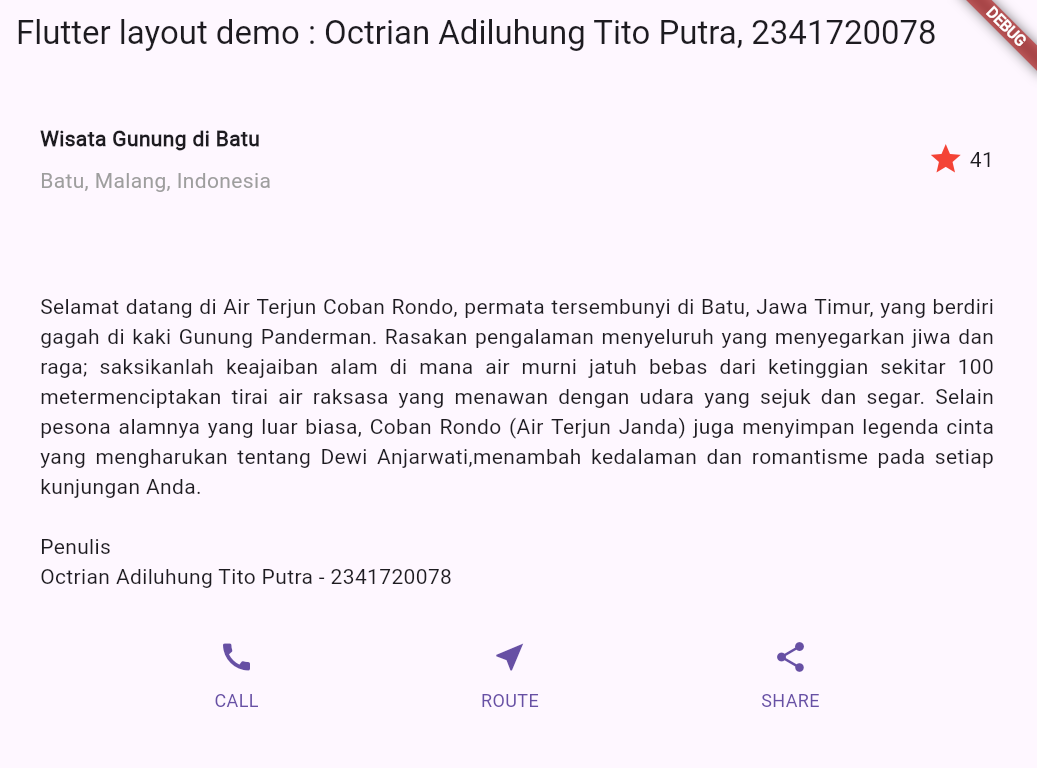 Flutter layout demo : Octrian Adiluhung Tito Putra, 2341720078
DEBUG
Wisata Gunung di Batu
Batu, Malang, Indonesia
41
Selamat datang di Air Terjun Coban Rondo, permata tersembunyi di Batu, Jawa Timur, yang berdiri
gagah di kaki Gunung Panderman. Rasakan pengalaman menyeluruh yang menyegarkan jiwa dan
raga; saksikanlah keajaiban alam di mana air murni jatuh bebas dari ketinggian sekitar 100
metermenciptakan tirai air raksasa yang menawan dengan udara yang sejuk dan segar. Selain
pesona alamnya yang luar biasa, Coban Rondo (Air Terjun Janda) juga menyimpan legenda cinta
yang mengharukan tentang Dewi Anjarwati,menambah kedalaman dan romantisme pada setiap
kunjungan Anda.
Penulis
Octrian Adiluhung Tito Putra - 2341720078
CALL
ROUTE
SHARE